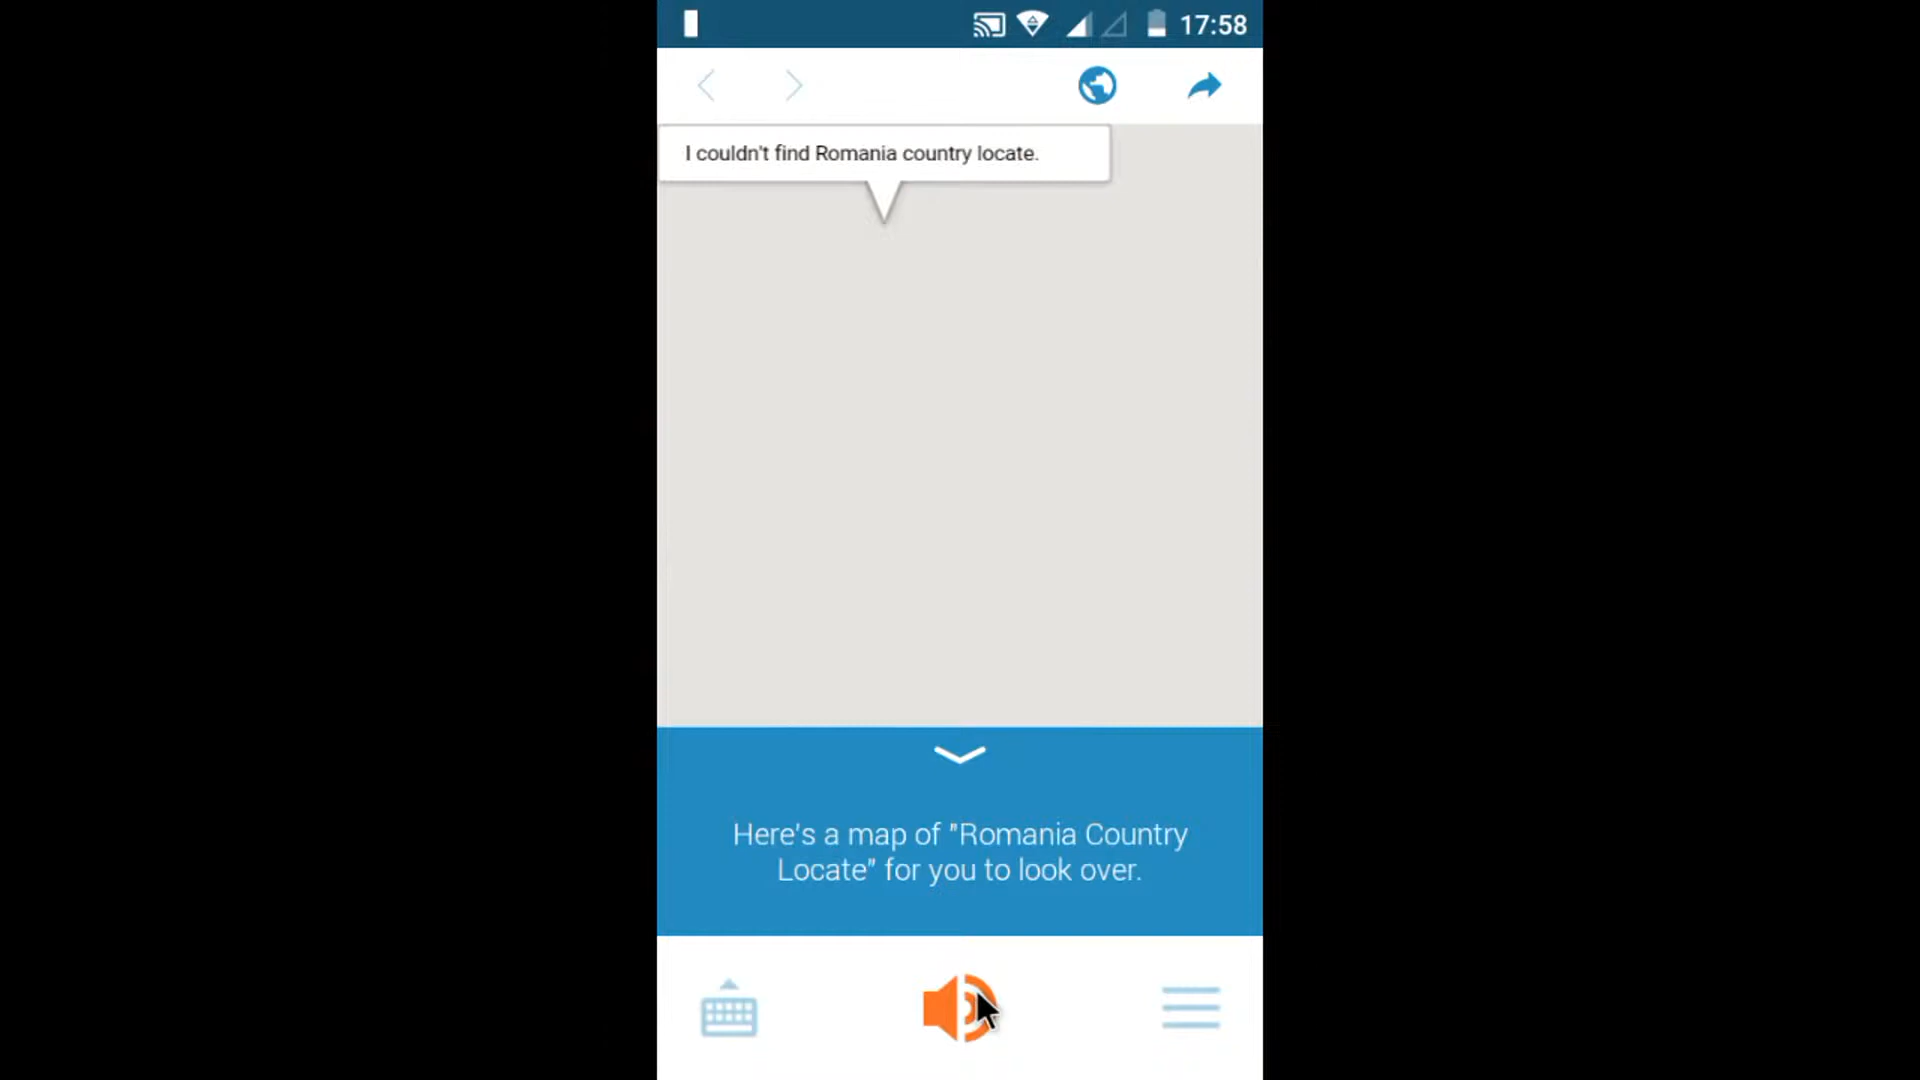 17:58
I couldn't find Romania country locate.
Here's a map of "Romania Country
Locate" for you to look over.